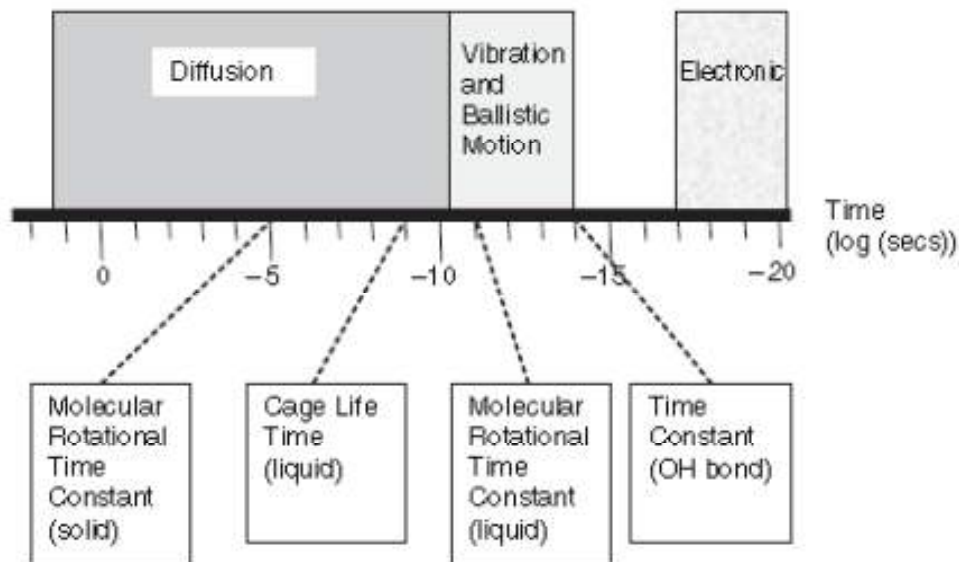 Diffusion
Vibration
and
Ballistic
Motion
Electronic
Time
(log (secs))
0
–5
–10
–15
–20
Molecular
Rotational
Time
Constant
(solid)
Cage Life
Time
(liquid)
Molecular
Rotational
Time
Constant
(liquid)
Time
Constant
(OH bond)